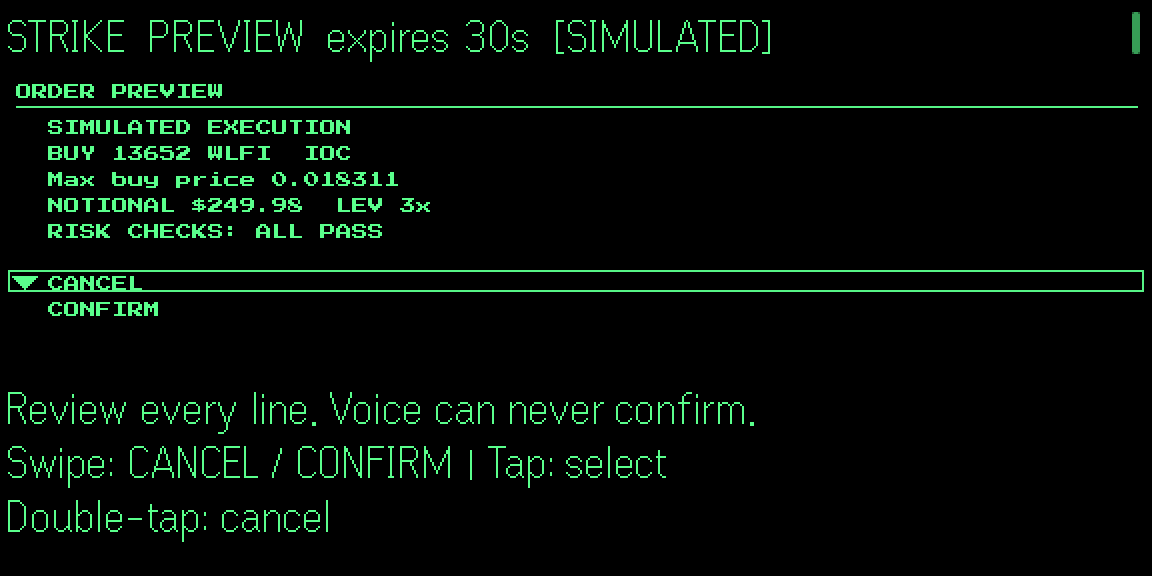 STRIKE PREVIEW expires 30s [SIMULATED]
ORDER PREVIEW
SIMULATED EXECUTION
BUY 13652 WLFI IOC
Max buy price 0.018311
NOTIONAL $249.98 LEV 3x
RISK CHECKS: ALL PASS
CANCEL
CONFIRM
Review every line. Voice can never confirm.
Swipe: CANCEL / CONFIRM | Tap: select
Double-tap: cancel